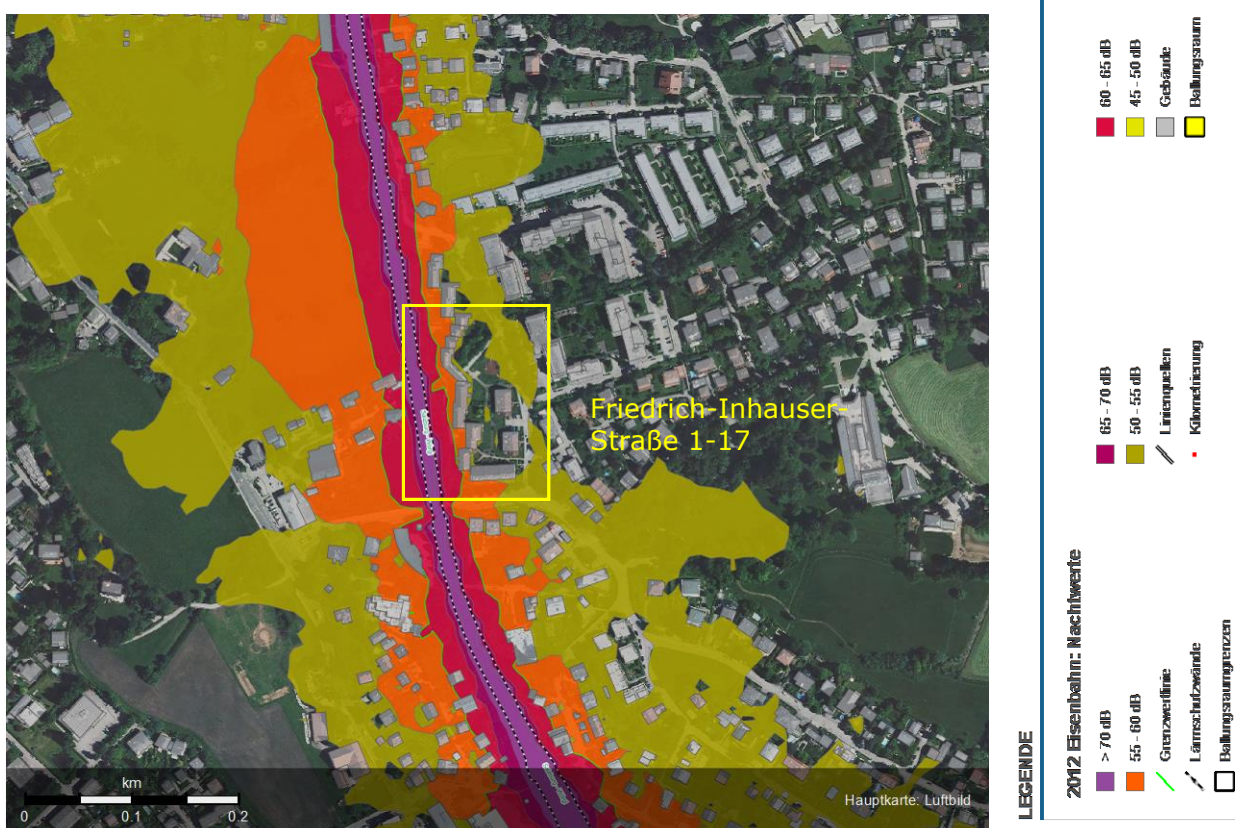 Friedrich-Inhauser-
Straße 1-17
km
0
0.1
0.2
Hauptkarte: Luftbild
LEGENDE
2012 Eisenbahn: Nachtwerte
> 70 dB
65 - 70 dB
60 - 65 dB
55 - 60 dB
50 - 55 dB
45 - 50 dB
Grenzwertlinie
Linienquellen
Gebäude
Lärmschutzwände
Kilometrierung
Ballungsraum
Ballungsraumgrenzen